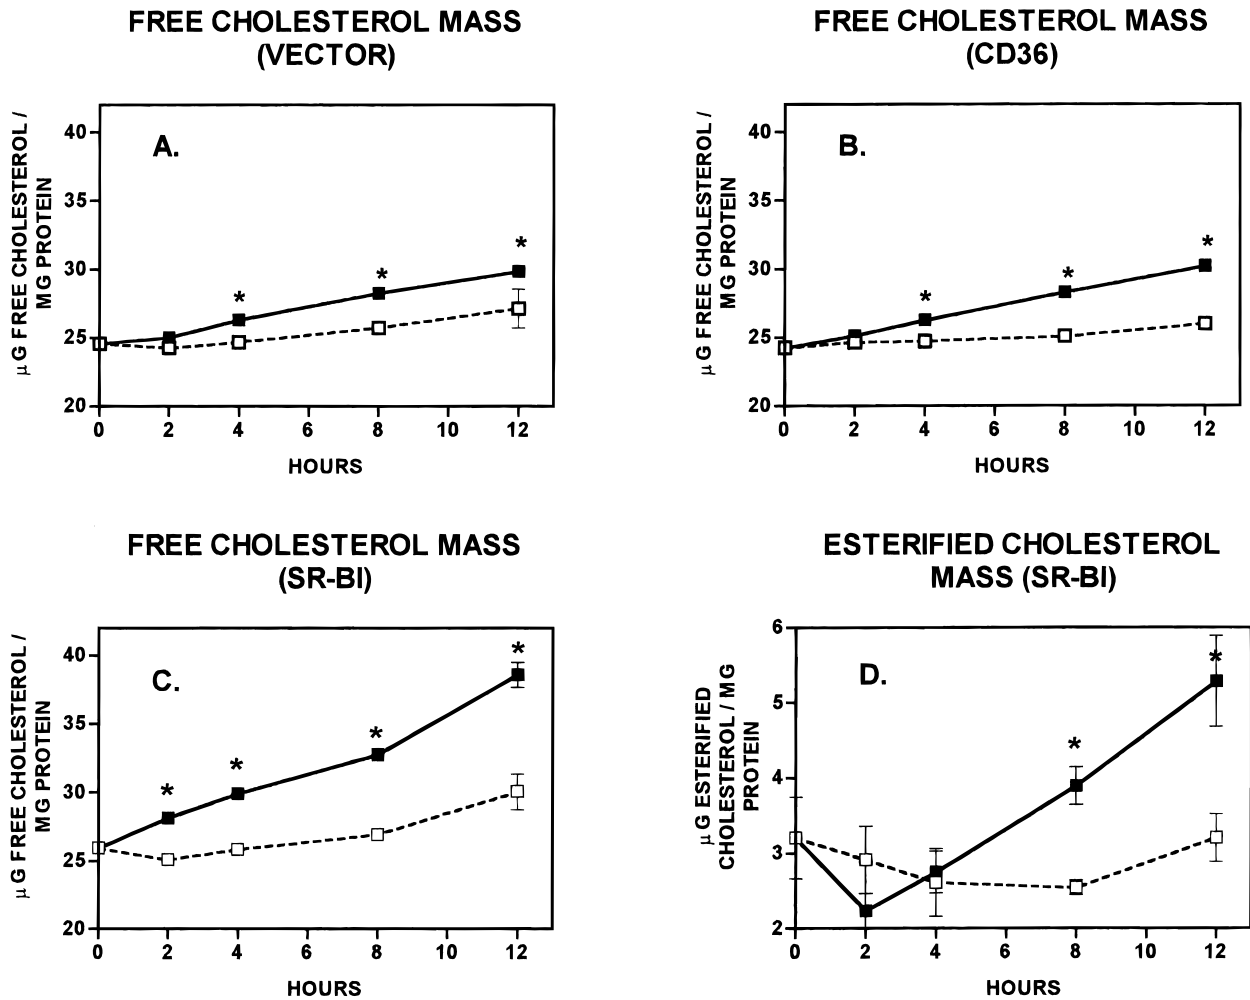 FREE CHOLESTEROL MASS
(VECTOR)
µG FREE CHOLESTEROL /
MG PROTEIN
40
35
30
25
20
A.
*
*
*
0
2
4
6
8
10
12
HOURS
FREE CHOLESTEROL MASS
(CD36)
µG FREE CHOLESTEROL /
MG PROTEIN
40
35
30
25
20
B.
*
*
*
0
2
4
6
8
10
12
HOURS
FREE CHOLESTEROL MASS
(SR-BI)
µG FREE CHOLESTEROL /
MG PROTEIN
40
35
30
25
20
C.
*
*
*
*
0
2
4
6
8
10
12
HOURS
ESTERIFIED CHOLESTEROL
MASS (SR-BI)
µG ESTERIFIED
CHOLESTEROL / MG
PROTEIN
6
5
4
3
2
D.
*
*
0
2
4
6
8
10
12
HOURS